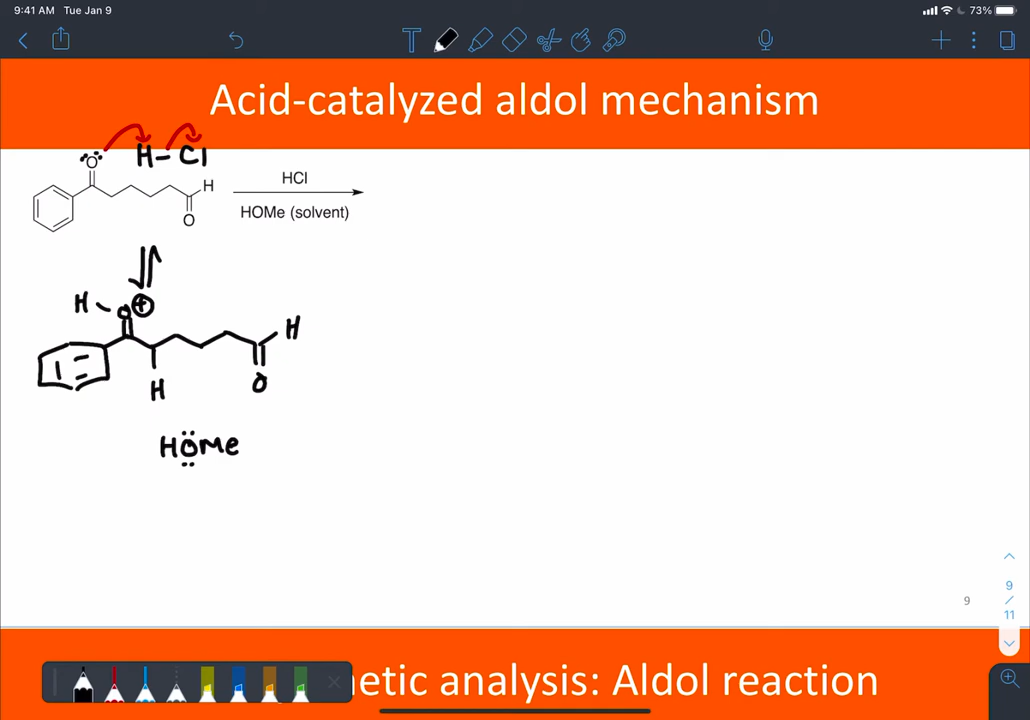 9:41 AM Tue Jan 9
73%
T
Acid-catalyzed aldol mechanism
H–Cl
O
H
O
HCl
HOMe (solvent)
H
O
+
H
H
O
HOMe
9
/
11
9
etic analysis: Aldol reaction